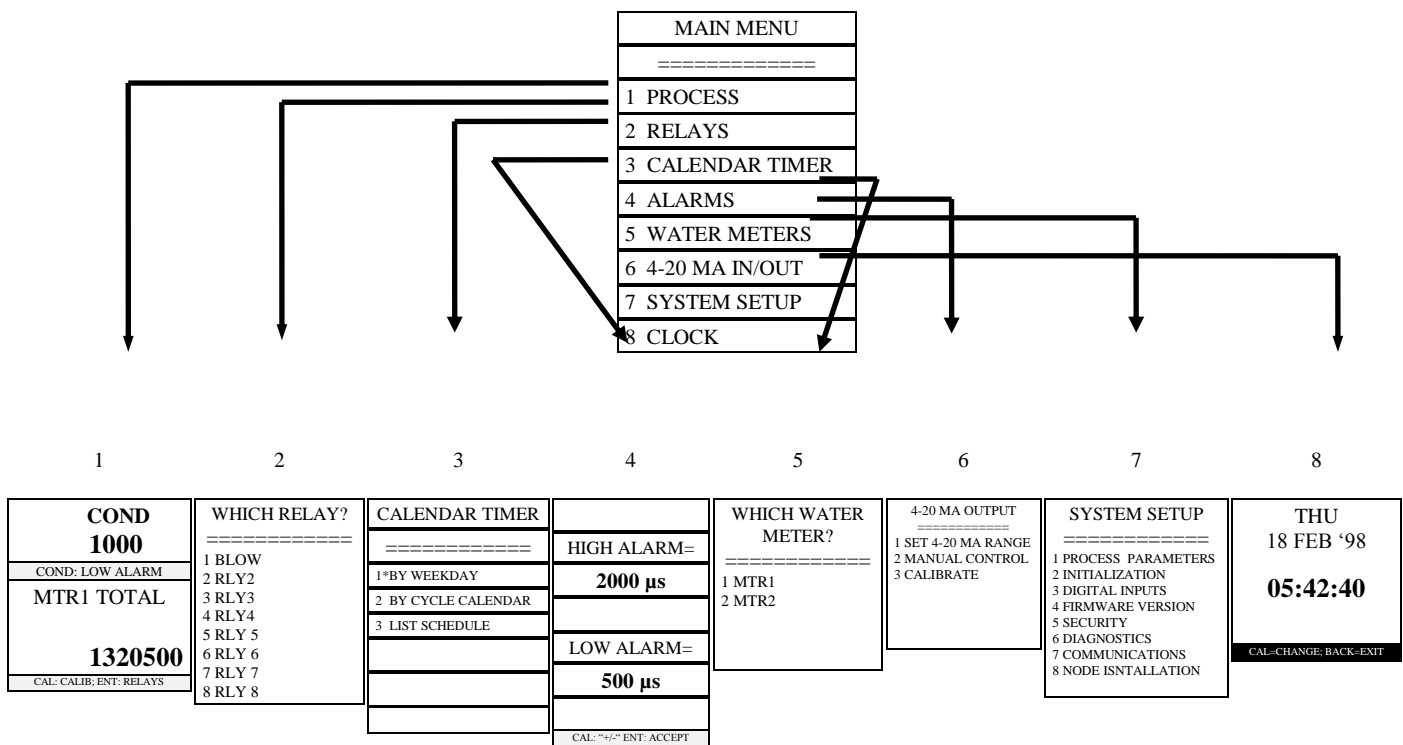 MAIN MENU
=============
1 PROCESS
2 RELAYS
3 CALENDAR TIMER
4 ALARMS
5 WATER METERS
6 4-20 MA IN/OUT
7 SYSTEM SETUP
8 CLOCK
1 2 3 4 5 6 7 8
COND
1000
COND: LOW ALARM
MTR1 TOTAL
1320500
CAL: CALIB; ENT: RELAYS
WHICH RELAY?
============
1 BLOW
2 RLY2
3 RLY3
4 RLY4
5 RLY 5
6 RLY 6
7 RLY 7
8 RLY 8
CALENDAR TIMER
============
1*BY WEEKDAY
2 BY CYCLE CALENDAR
3 LIST SCHEDULE
HIGH ALARM=
2000 µs
LOW ALARM=
500 µs
CAL: “+/-“ ENT: ACCEPT
WHICH WATER
METER?
============
1 MTR1
2 MTR2
4-20 MA OUTPUT
============
1 SET 4-20 MA RANGE
2 MANUAL CONTROL
3 CALIBRATE
SYSTEM SETUP
============
1 PROCESS PARAMETERS
2 INITIALIZATION
3 DIGITAL INPUTS
4 FIRMWARE VERSION
5 SECURITY
6 DIAGNOSTICS
7 COMMUNICATIONS
8 NODE ISNTALLATION
THU
18 FEB ‘98
05:42:40
CAL=CHANGE; BACK=EXIT